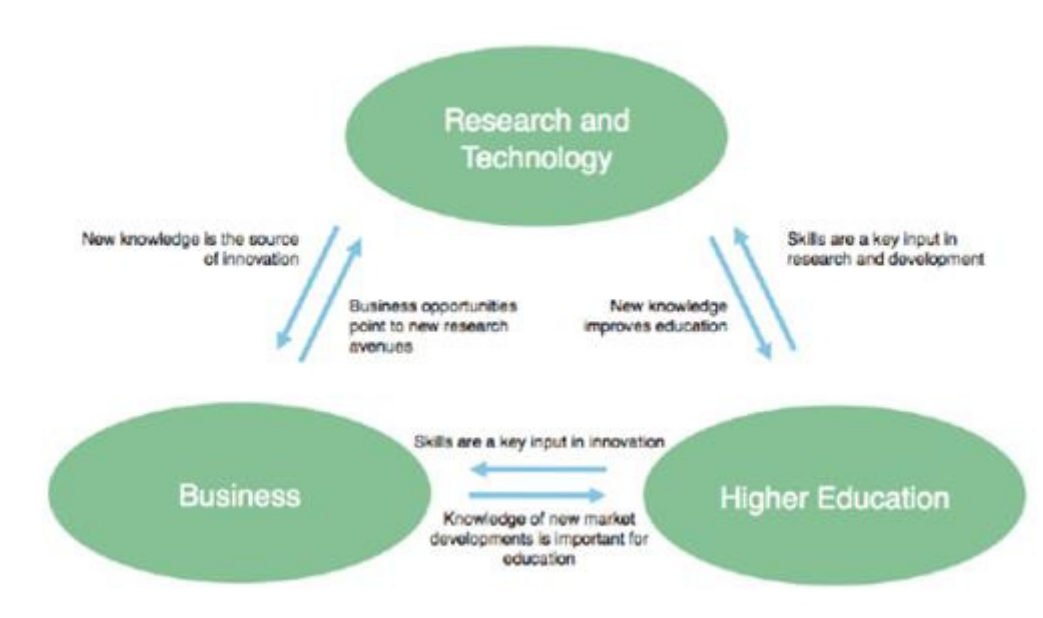 Research and
Technology
New knowledge is the source
of innovation
Business opportunities
point to new research
avenues
New knowledge
improves education
Skills are a key input in
research and development
Business
Skills are a key input in innovation
Knowledge of new market
developments is important for
education
Higher Education